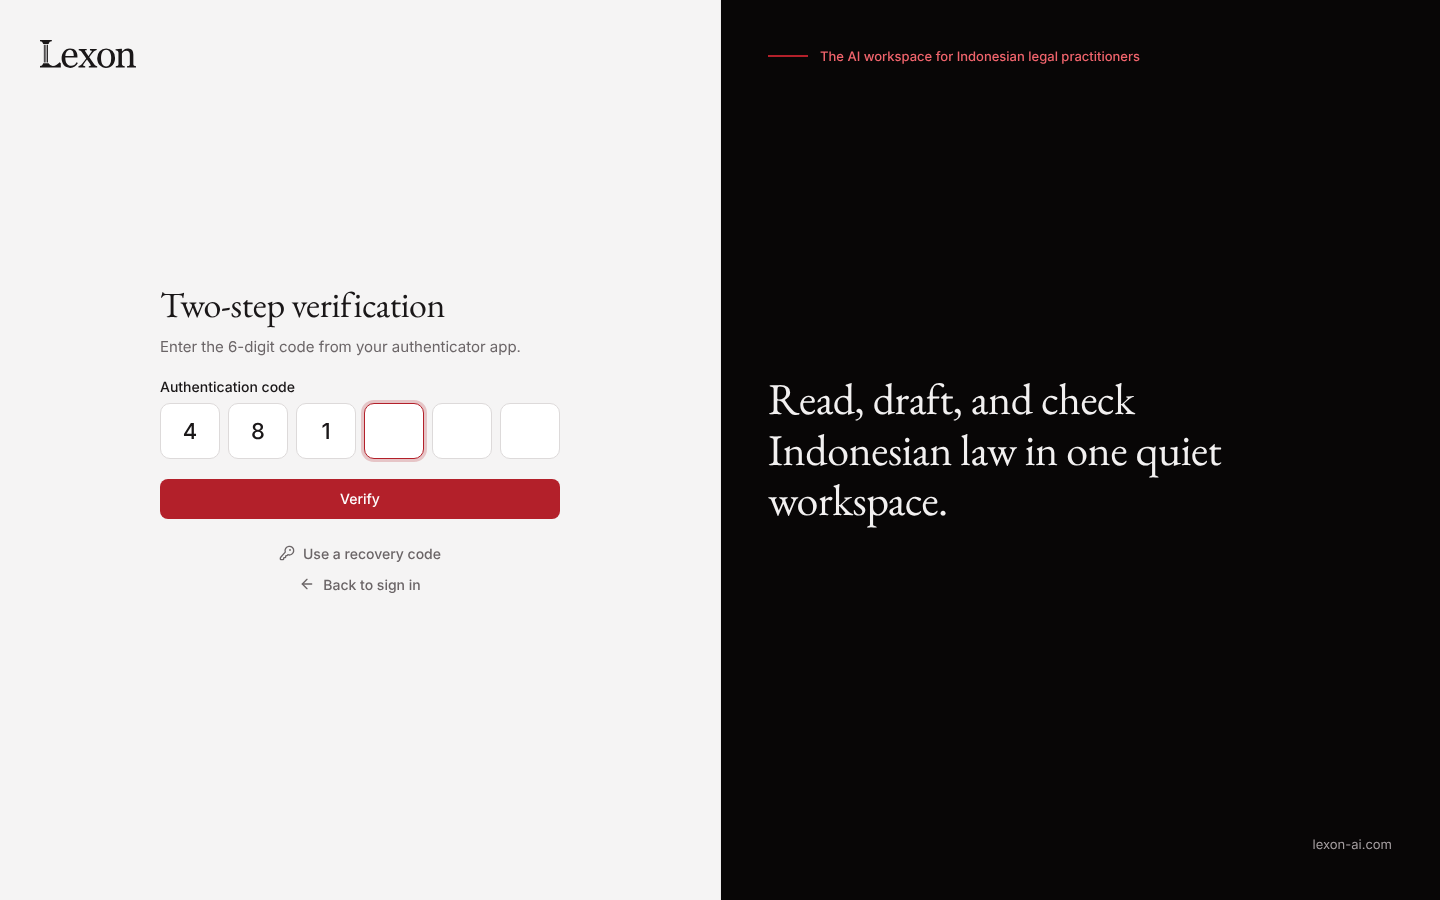 Lexon
Two-step verification
Enter the 6-digit code from your authenticator app.
Authentication code
4 8 1
Verify
Use a recovery code
Back to sign in
The AI workspace for Indonesian legal practitioners
Read, draft, and check
Indonesian law in one quiet
workspace.
lexon-ai.com